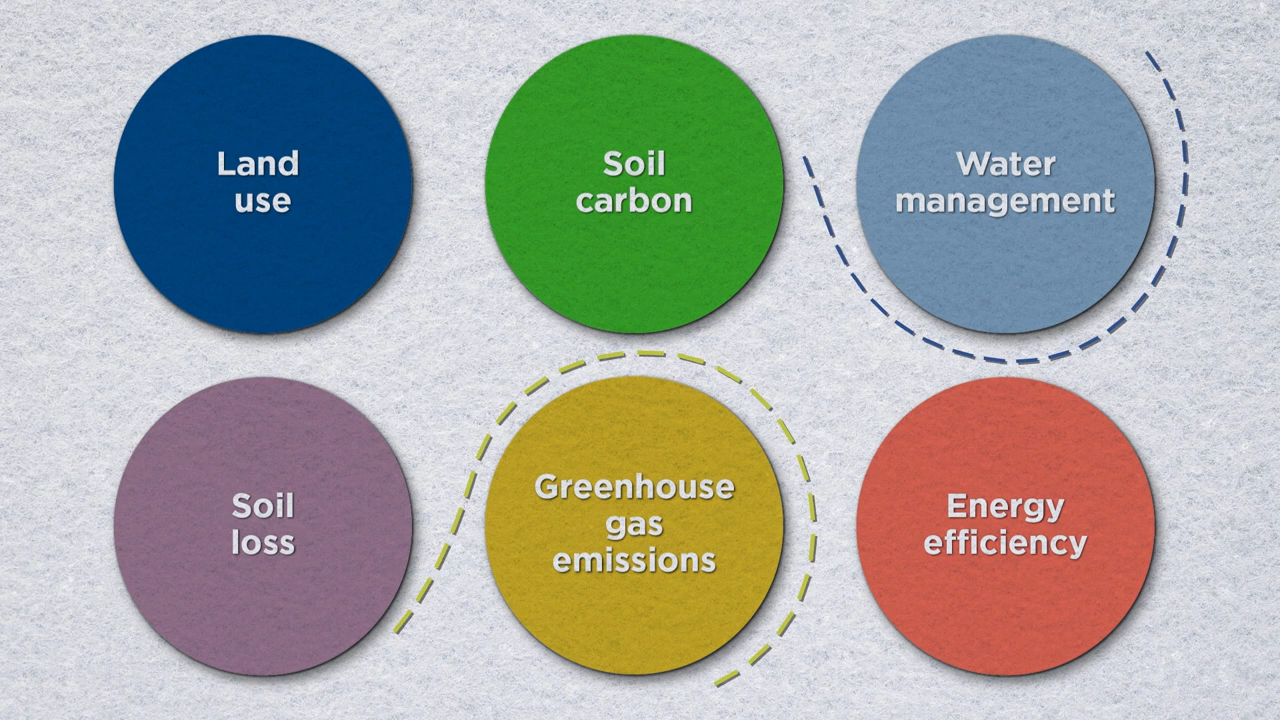 Land
use
Soil
carbon
Water
management
Soil
loss
Greenhouse
gas
emissions
Energy
efficiency